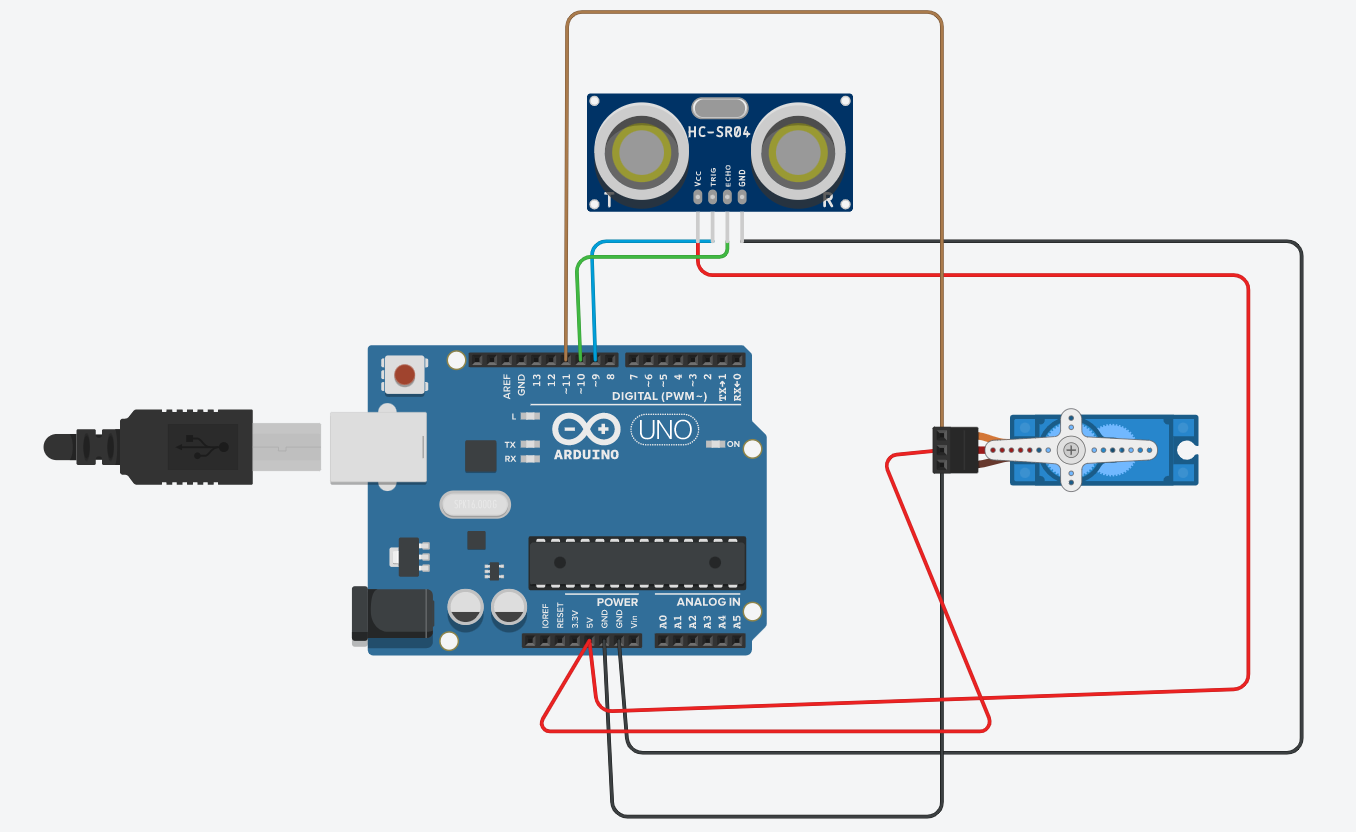 HC-SR04
Vcc
TRIG
ECHO
GND
T
R
AREF
GND
13
12
~11
~10
~9
8
7
~6
~5
4
~3
2
TX→1
RX←0
DIGITAL (PWM~)
L
TX
RX
ARDUINO
UNO
ON
POWER
ANALOG IN
IOREF
RESET
3.3V
5V
GND
GND
Vin
A0
A1
A2
A3
A4
A5